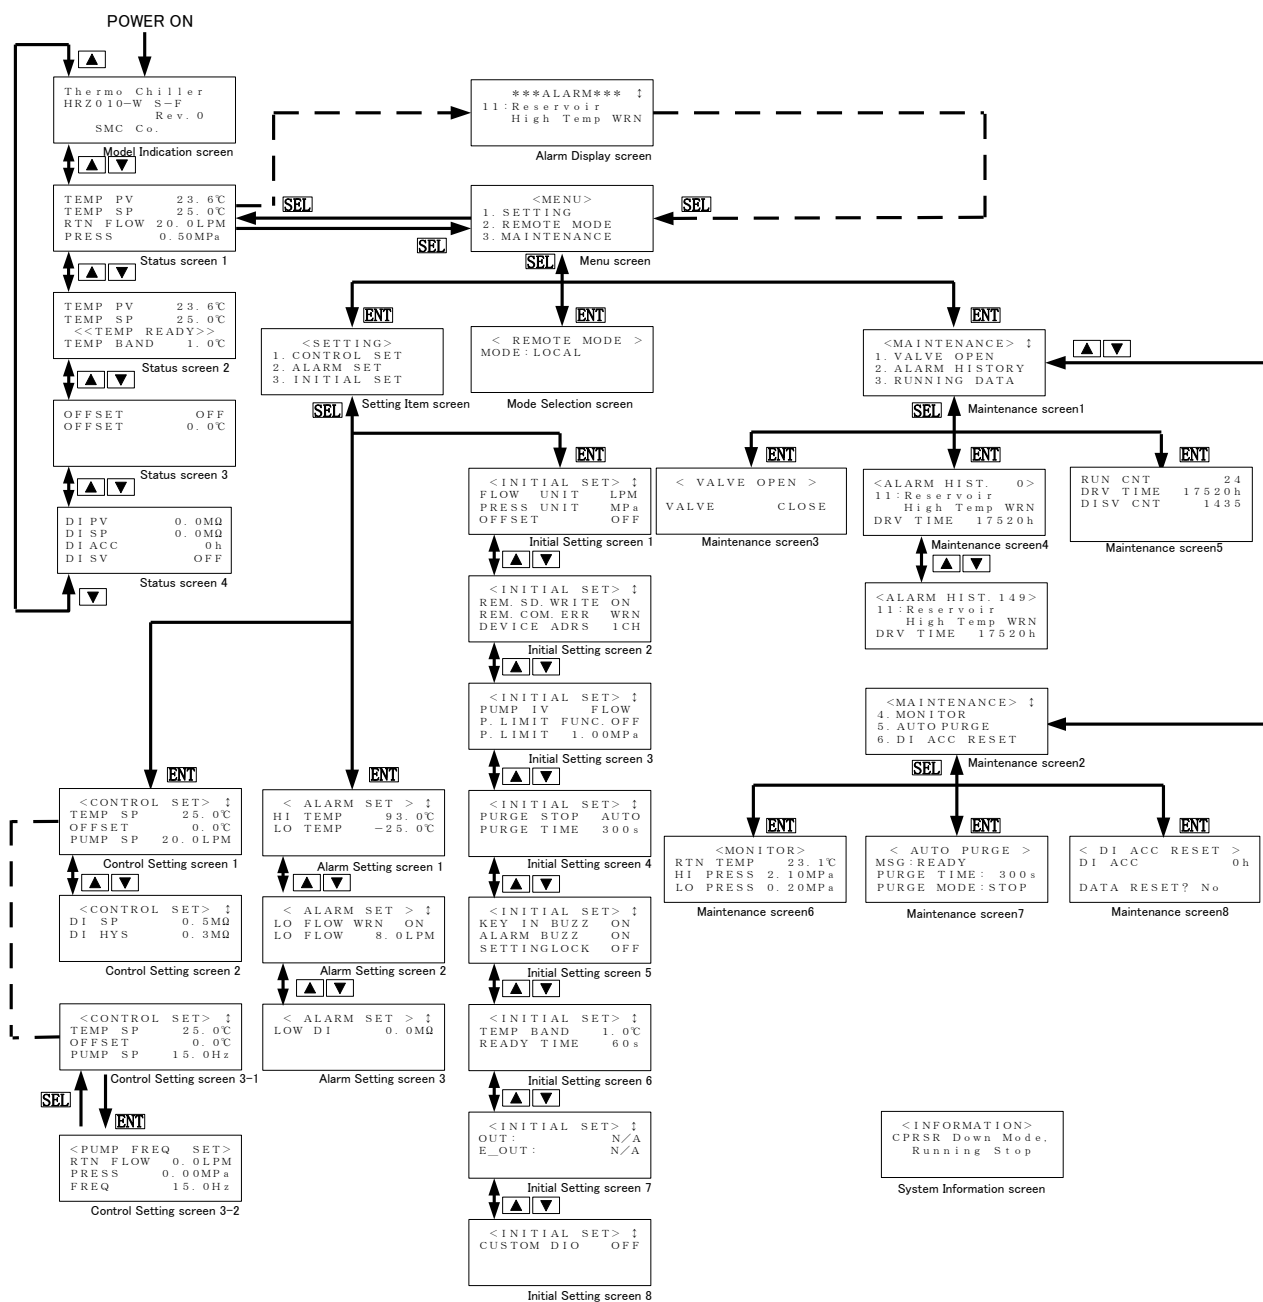 POWER ON
▲
Thermo Chiller
HRZ010-W S-F
Rev. 0
SMC Co.
Model Indication screen
▲ ▼
TEMP PV 23. 6℃
TEMP SP 25. 0℃
RTN FLOW 20. 0LPM
PRESS 0. 50MPa
Status screen 1
▲ ▼
TEMP PV 23. 6℃
TEMP SP 25. 0℃
<<TEMP READY>>
TEMP BAND 1. 0℃
Status screen 2
▲ ▼
OFFSET OFF
OFFSET 0. 0℃
Status screen 3
▲ ▼
DI PV 0. 0MΩ
DI SP 0. 0MΩ
DI ACC 0h
DI SV OFF
Status screen 4
▼
***ALARM*** ↕
11:Reservoir
High Temp WRN
Alarm Display screen
SEL
SEL
SEL
<MENU>
1. SETTING
2. REMOTE MODE
3. MAINTENANCE
Menu screen
SEL
ENT
ENT
ENT
<SETTING>
1. CONTROL SET
2. ALARM SET
3. INITIAL SET
Setting Item screen
< REMOTE MODE >
MODE:LOCAL
Mode Selection screen
<MAINTENANCE> ↕
1. VALVE OPEN
2. ALARM HISTORY
3. RUNNING DATA
Maintenance screen1
▲ ▼
SEL
SEL
ENT
ENT
ENT
ENT
<INITIAL SET> ↕
FLOW UNIT LPM
PRESS UNIT MPa
OFFSET OFF
Initial Setting screen 1
▲ ▼
<INITIAL SET> ↕
REM. SD. WRITE ON
REM. COM. ERR WRN
DEVICE ADRS 1CH
Initial Setting screen 2
▲ ▼
<INITIAL SET> ↕
PUMP IV FLOW
P. LIMIT FUNC. OFF
P. LIMIT 1. 00MPa
Initial Setting screen 3
▲ ▼
<INITIAL SET> ↕
PURGE STOP AUTO
PURGE TIME 300s
Initial Setting screen 4
▲ ▼
<INITIAL SET> ↕
KEY IN BUZZ ON
ALARM BUZZ ON
SETTINGLOCK OFF
Initial Setting screen 5
▲ ▼
<INITIAL SET> ↕
TEMP BAND 1. 0℃
READY TIME 60s
Initial Setting screen 6
▲ ▼
<INITIAL SET> ↕
OUT: N/A
E_OUT: N/A
Initial Setting screen 7
▲ ▼
<INITIAL SET> ↕
CUSTOM DIO OFF
Initial Setting screen 8
< VALVE OPEN >
VALVE CLOSE
Maintenance screen3
<ALARM HIST. 0>
11:Reservoir
High Temp WRN
DRV TIME 17520h
Maintenance screen4
▲ ▼
<ALARM HIST. 149>
11:Reservoir
High Temp WRN
DRV TIME 17520h
RUN CNT 24
DRV TIME 17520h
DISV CNT 1435
Maintenance screen5
<MAINTENANCE> ↕
4. MONITOR
5. AUTO PURGE
6. DI ACC RESET
Maintenance screen2
SEL
ENT
ENT
ENT
<MONITOR>
RTN TEMP 23. 1℃
HI PRESS 2. 10MPa
LO PRESS 0. 20MPa
Maintenance screen6
< AUTO PURGE >
MSG:READY
PURGE TIME: 300s
PURGE MODE:STOP
Maintenance screen7
< DI ACC RESET >
DI ACC 0h
DATA RESET? No
Maintenance screen8
ENT
ENT
<CONTROL SET> ↕
TEMP SP 25. 0℃
OFFSET 0. 0℃
PUMP SP 20. 0LPM
Control Setting screen 1
▲ ▼
<CONTROL SET> ↕
DI SP 0. 5MΩ
DI HYS 0. 3MΩ
Control Setting screen 2
<CONTROL SET> ↕
TEMP SP 25. 0℃
OFFSET 0. 0℃
PUMP SP 15. 0Hz
Control Setting screen 3-1
SEL
ENT
<PUMP FREQ SET>
RTN FLOW 0. 0LPM
PRESS 0. 00MPa
FREQ 15. 0Hz
Control Setting screen 3-2
< ALARM SET > ↕
HI TEMP 93. 0℃
LO TEMP -25. 0℃
Alarm Setting screen 1
▲ ▼
< ALARM SET > ↕
LO FLOW WRN ON
LO FLOW 8. 0LPM
Alarm Setting screen 2
▲ ▼
< ALARM SET > ↕
LOW DI 0. 0MΩ
Alarm Setting screen 3
<INFORMATION>
CPRSR Down Mode,
Running Stop
System Information screen